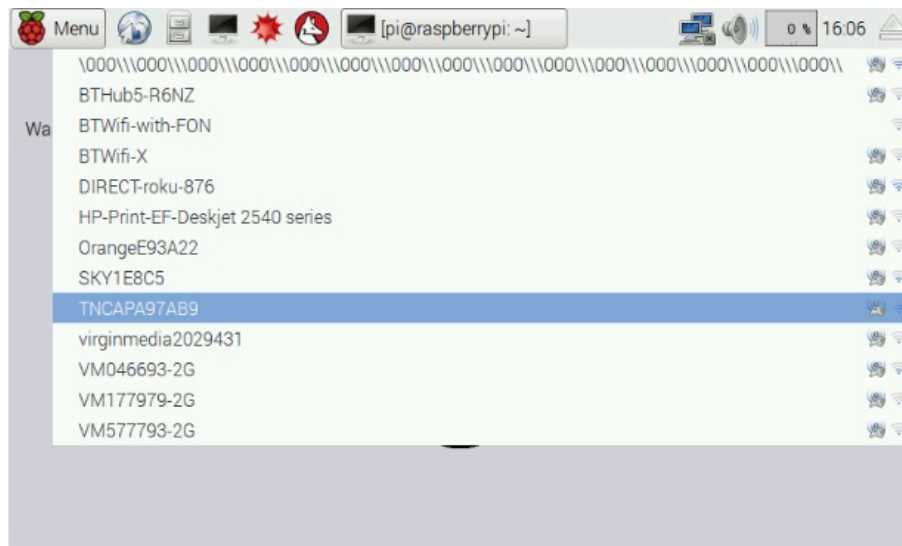 Menu [pi@raspberrypi: ~] 0 % 16:06
\000\\\000\\\000\\\000\\\000\\\000\\\000\\\000\\\000\\\000\\\000\\\000\\\000\\\000\\\000\\
BTHub5-R6NZ
Wa BTWifi-with-FON
BTWifi-X
DIRECT-roku-876
HP-Print-EF-Deskjet 2540 series
OrangeE93A22
SKY1E8C5
TNCAPA97AB9
virginmedia2029431
VM046693-2G
VM177979-2G
VM577793-2G